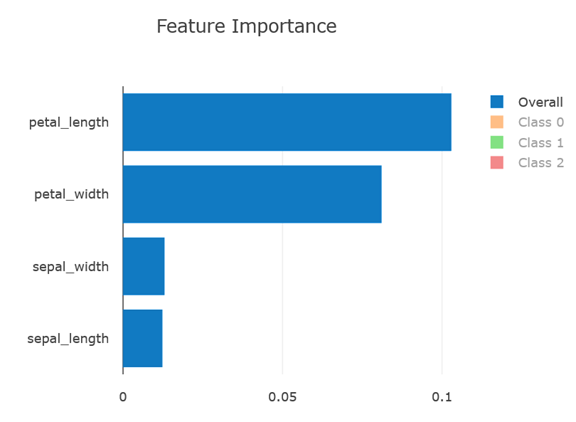 Feature Importance
petal_length
petal_width
sepal_width
sepal_length
0
0.05
0.1
Overall
Class 0
Class 1
Class 2